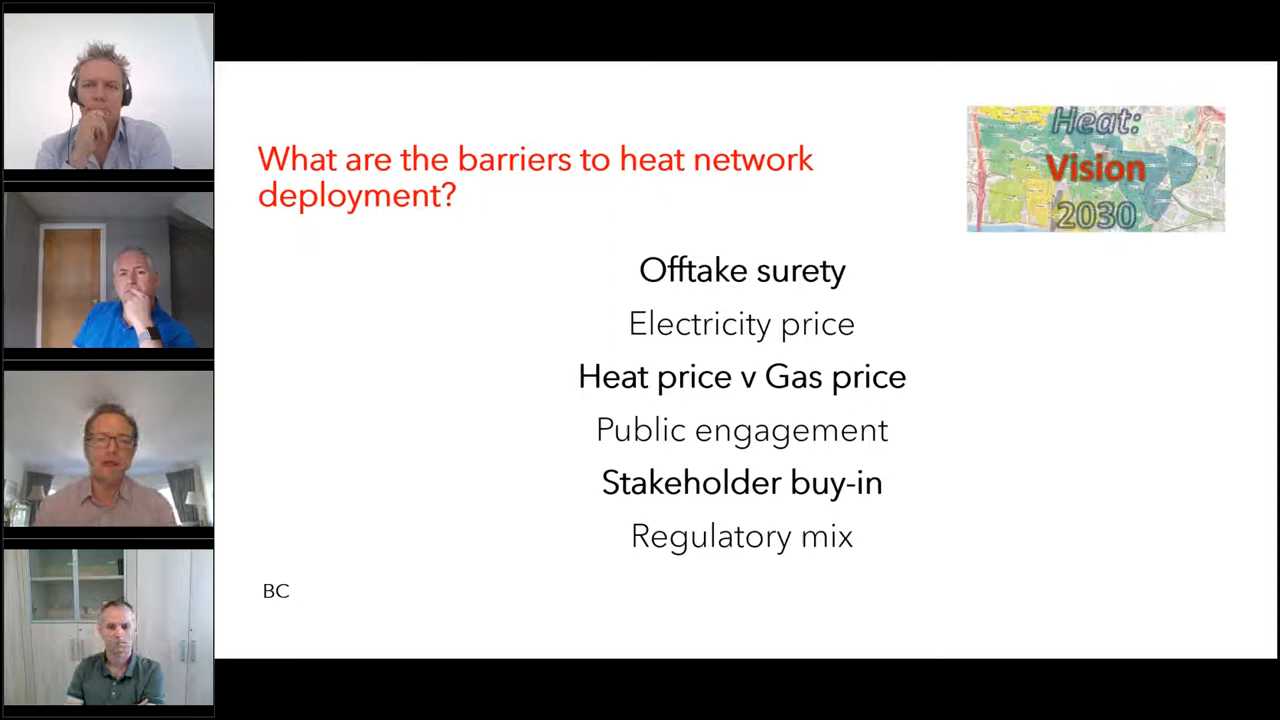 What are the barriers to heat network
deployment?
Heat:
Vision
2030
Offtake surety
Electricity price
Heat price v Gas price
Public engagement
Stakeholder buy-in
Regulatory mix
BC